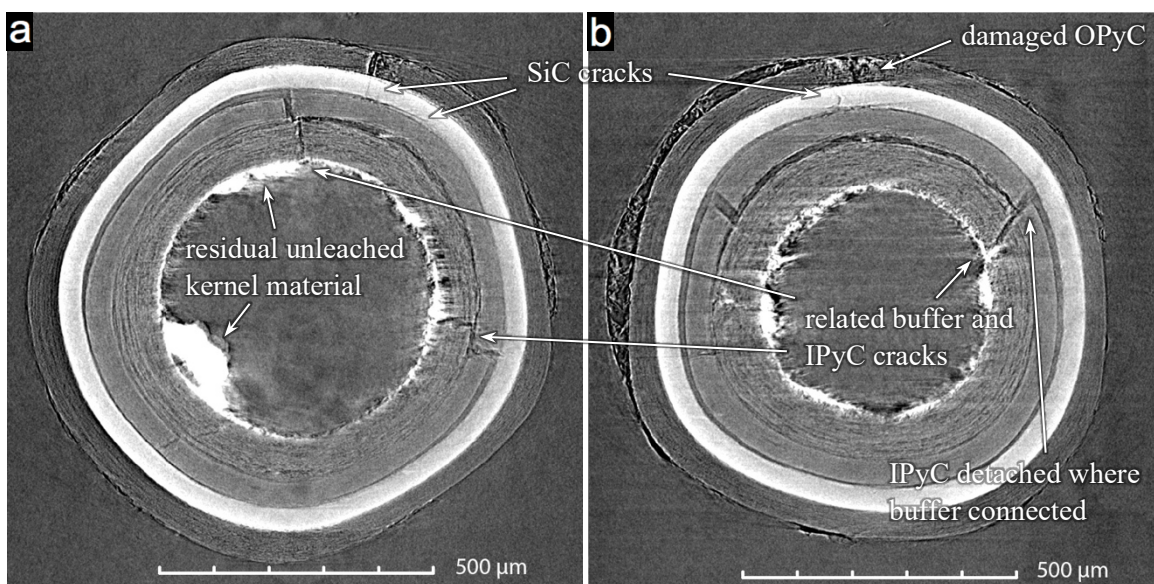 a
b
damaged OPyC
SiC cracks
residual unleached
kernel material
related buffer and
IPyC cracks
IPyC detached where
buffer connected
500 μm
500 μm